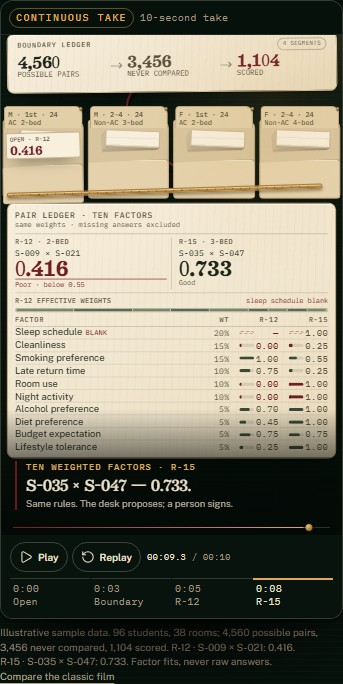 CONTINUOUS TAKE 10-second take
BOUNDARY LEDGER
4 SEGMENTS
4,560 → 3,456 → 1,104
POSSIBLE PAIRS NEVER COMPARED SCORED
M · 1st · 24
AC 2-bed
M · 2-4 · 24
Non-AC 3-bed
F · 1st · 24
AC 2-bed
F · 2-4 · 24
Non-AC 4-bed
OPEN · R-12
0.416
PAIR LEDGER · TEN FACTORS
same weights · missing answers excluded
R-12 · 2-BED
S-009 × S-021
0.416
Poor · below 0.55
R-15 · 3-BED
S-035 × S-047
0.733
Good
R-12 EFFECTIVE WEIGHTS sleep schedule blank
FACTOR WT R-12 R-15
Sleep schedule BLANK 20% — 1.00
Cleanliness 15% 0.00 0.25
Smoking preference 15% 1.00 0.55
Late return time 10% 0.75 0.25
Room use 10% 0.00 1.00
Night activity 10% 0.00 1.00
Alcohol preference 5% 0.70 1.00
Diet preference 5% 0.45 1.00
Budget expectation 5% 0.75 0.75
Lifestyle tolerance 5% 0.25 1.00
TEN WEIGHTED FACTORS · R-15
S-035 × S-047 — 0.733.
Same rules. The desk proposes; a person signs.
Play Replay 00:09.3 / 00:10
0:00 0:03 0:05 0:08
Open Boundary R-12 R-15
Illustrative sample data. 96 students, 38 rooms; 4,560 possible pairs,
3,456 never compared, 1,104 scored. R-12 · S-009 × S-021: 0.416.
R-15 · S-035 × S-047: 0.733. Factor fits, never raw answers.
Compare the classic film